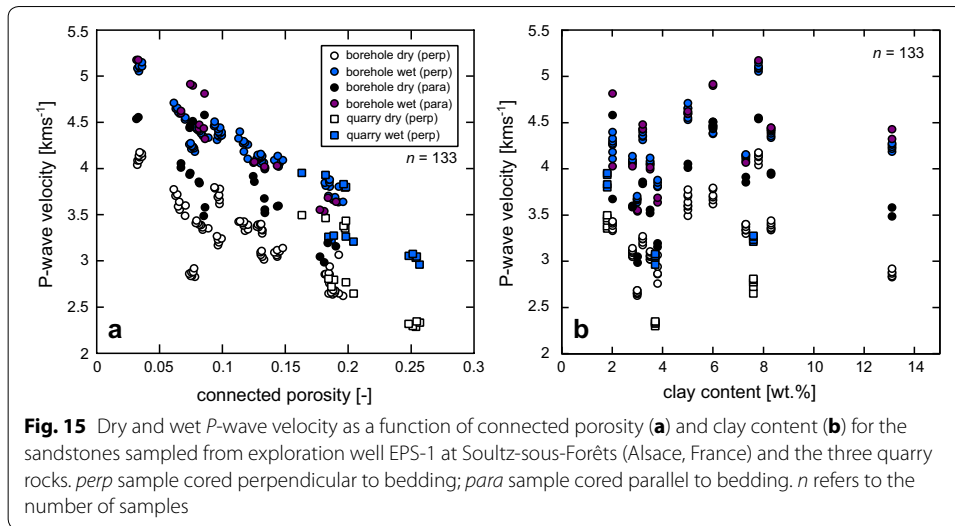 5.5
5
4.5
4
3.5
3
2.5
2
P-wave velocity [kms-1]
borehole dry (perp)
borehole wet (perp)
borehole dry (para)
borehole wet (para)
quarry dry (perp)
quarry wet (perp)
n = 133
a
0 0.05 0.1 0.15 0.2 0.25 0.3
connected porosity [-]
5.5
5
4.5
4
3.5
3
2.5
2
P-wave velocity [kms-1]
n = 133
b
0 2 4 6 8 10 12 14
clay content [wt.%]
Fig. 15 Dry and wet P-wave velocity as a function of connected porosity (a) and clay content (b) for the
sandstones sampled from exploration well EPS-1 at Soultz-sous-Forêts (Alsace, France) and the three quarry
rocks. perp sample cored perpendicular to bedding; para sample cored parallel to bedding. n refers to the
number of samples